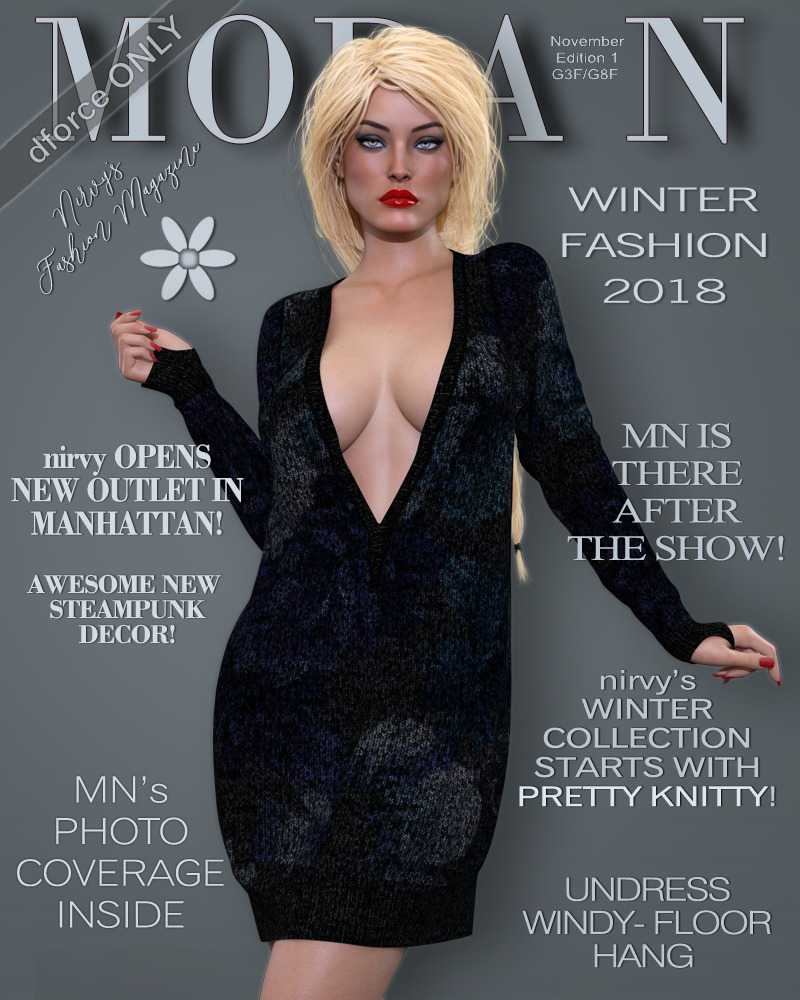 dforce ONLY
November
Edition 1
G3F/G8F
Nirvy's
Fashion Magazine
WINTER
FASHION
2018
nirvy OPENS
NEW OUTLET IN
MANHATTAN!
MN IS
THERE
AFTER
THE SHOW!
AWESOME NEW
STEAMPUNK
DECOR!
nirvy's
WINTER
COLLECTION
STARTS WITH
PRETTY KNITTY!
MN's
PHOTO
COVERAGE
INSIDE
UNDRESS
WINDY- FLOOR
HANG